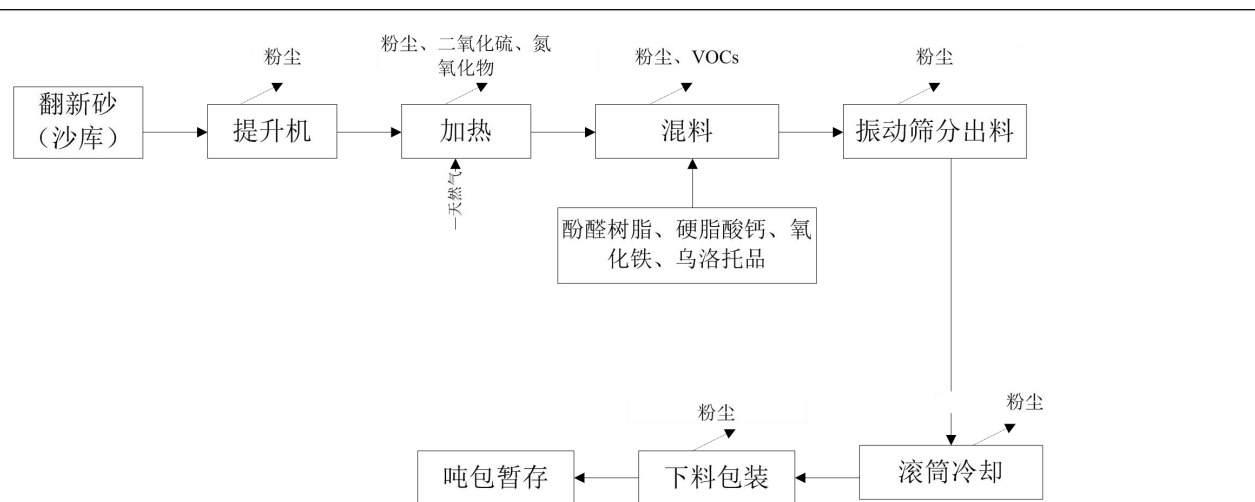 粉尘
粉尘、二氧化硫、氮
氧化物
粉尘、VOCs
粉尘
翻新砂
（沙库）
提升机
加热
混料
振动筛分出料
天然气
酚醛树脂、硬脂酸钙、氧
化铁、乌洛托品
粉尘
粉尘
吨包暂存
下料包装
滚筒冷却